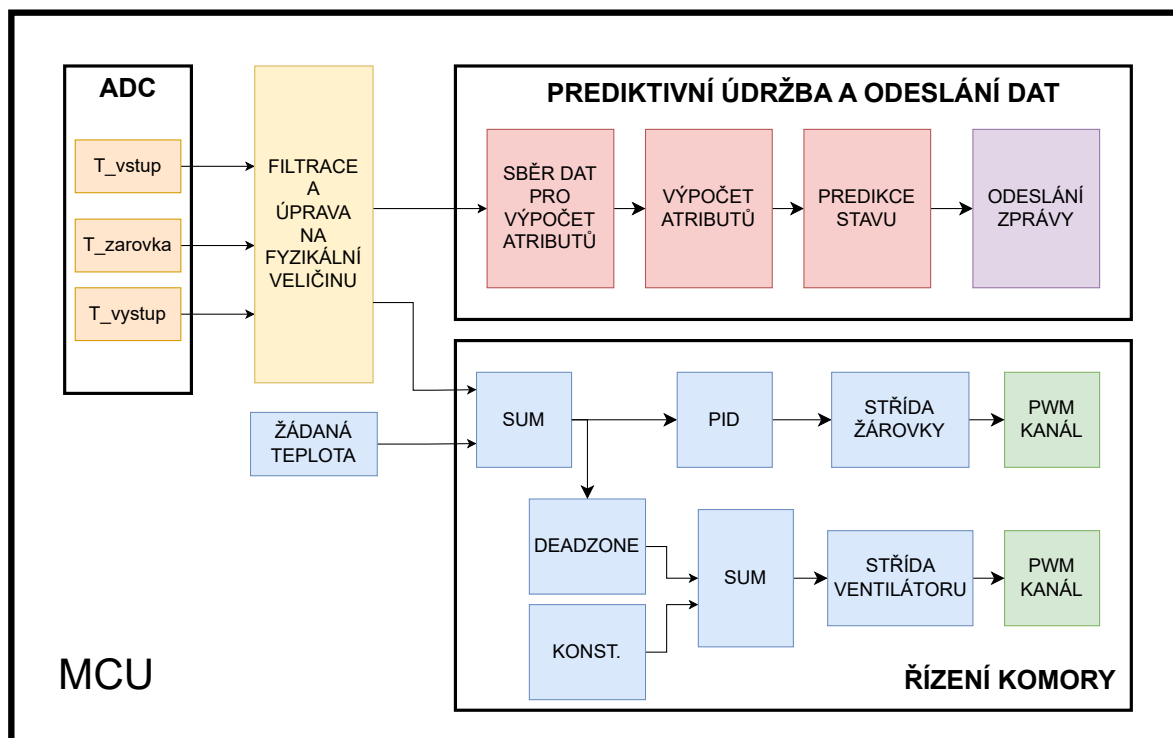 ADC
T_vstup
T_zarovka
T_vystup
FILTRACE
A
ÚPRAVA
NA
FYZIKÁLNÍ
VELIČINU
ŽÁDANÁ
TEPLOTA
PREDIKTIVNÍ ÚDRŽBA A ODESLÁNÍ DAT
SBĚR DAT
PRO
VÝPOČET
ATRIBUTŮ
VÝPOČET
ATRIBUTŮ
PREDIKCE
STAVU
ODESLÁNÍ
ZPRÁVY
SUM
PID
STŘÍDA
ŽÁROVKY
PWM
KANÁL
DEADZONE
KONST.
SUM
STŘÍDA
VENTILÁTORU
PWM
KANÁL
ŘÍZENÍ KOMORY
MCU